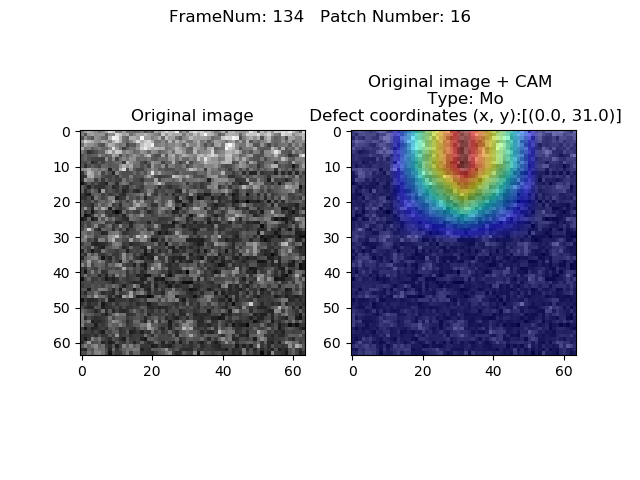 FrameNum: 134   Patch Number: 16
Original image
0
10
20
30
40
50
60
0 20 40 60
Original image + CAM
Type: Mo
Defect coordinates (x, y):[(0.0, 31.0)]
0
10
20
30
40
50
60
0 20 40 60